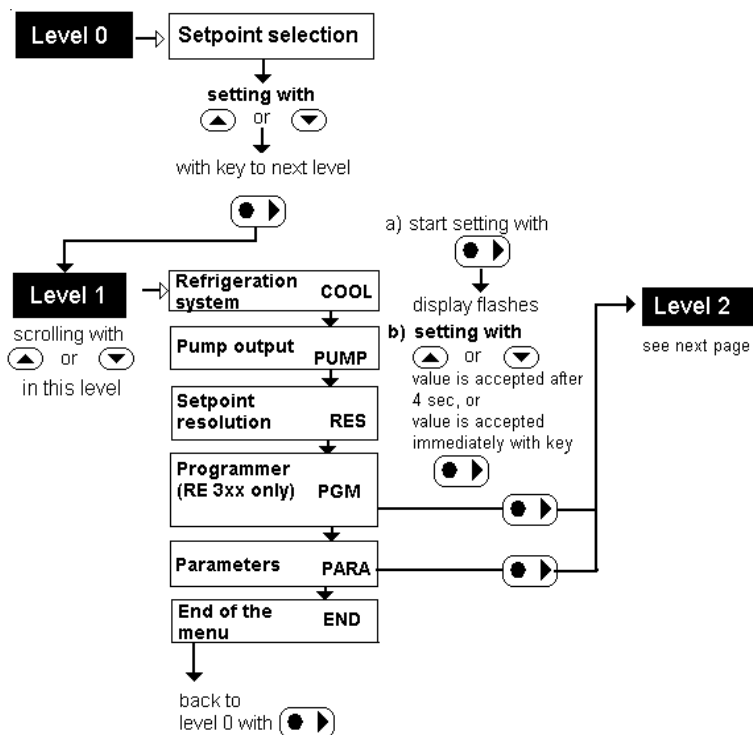 Level 0
Setpoint selection
setting with
or
with key to next level
Level 1
scrolling with
or
in this level
Refrigeration
system COOL
Pump output PUMP
Setpoint
resolution RES
Programmer
(RE 3xx only) PGM
Parameters PARA
End of the
menu END
back to
level 0 with
a) start setting with
display flashes
b) setting with
or
value is accepted after
4 sec, or
value is accepted
immediately with key
Level 2
see next page